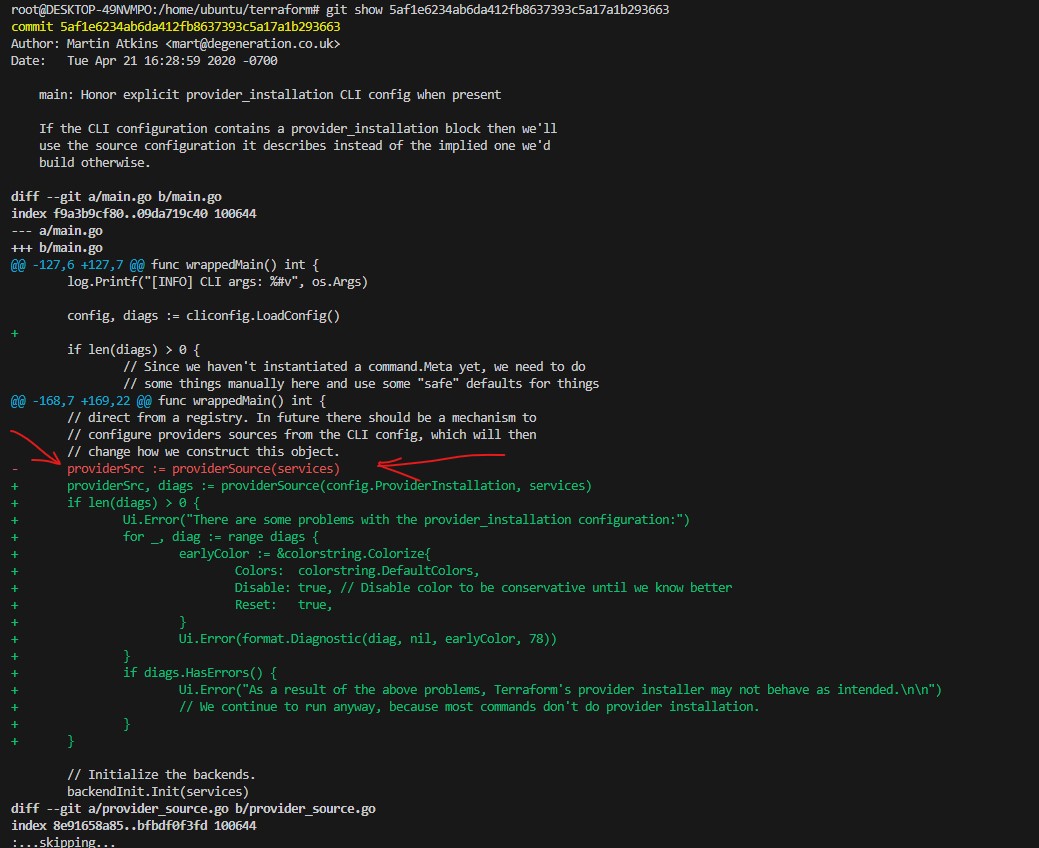 root@DESKTOP-49NVMPO:/home/ubuntu/terraform# git show 5af1e6234ab6da412fb8637393c5a17a1b293663
commit 5af1e6234ab6da412fb8637393c5a17a1b293663
Author: Martin Atkins <mart@degeneration.co.uk>
Date:   Tue Apr 21 16:28:59 2020 -0700

    main: Honor explicit provider_installation CLI config when present

    If the CLI configuration contains a provider_installation block then we'll
    use the source configuration it describes instead of the implied one we'd
    build otherwise.

diff --git a/main.go b/main.go
index f9a3b9cf80..09da719c40 100644
--- a/main.go
+++ b/main.go
@@ -127,6 +127,7 @@ func wrappedMain() int {
        log.Printf("[INFO] CLI args: %#v", os.Args)

        config, diags := cliconfig.LoadConfig()
+
        if len(diags) > 0 {
                // Since we haven't instantiated a command.Meta yet, we need to do
                // some things manually here and use some "safe" defaults for things
@@ -168,7 +169,22 @@ func wrappedMain() int {
        // direct from a registry. In future there should be a mechanism to
        // configure providers sources from the CLI config, which will then
        // change how we construct this object.
-       providerSrc := providerSource(services)
+       providerSrc, diags := providerSource(config.ProviderInstallation, services)
+       if len(diags) > 0 {
+               Ui.Error("There are some problems with the provider_installation configuration:")
+               for _, diag := range diags {
+                       earlyColor := &colorstring.Colorize{
+                               Colors:  colorstring.DefaultColors,
+                               Disable: true, // Disable color to be conservative until we know better
+                               Reset:   true,
+                       }
+                       Ui.Error(format.Diagnostic(diag, nil, earlyColor, 78))
+               }
+               if diags.HasErrors() {
+                       Ui.Error("As a result of the above problems, Terraform's provider installer may not behave as intended.\n\n")
+                       // We continue to run anyway, because most commands don't do provider installation.
+               }
+       }

        // Initialize the backends.
        backendInit.Init(services)
diff --git a/provider_source.go b/provider_source.go
index 8e91658a85..bfbdf0f3fd 100644
:...skipping...